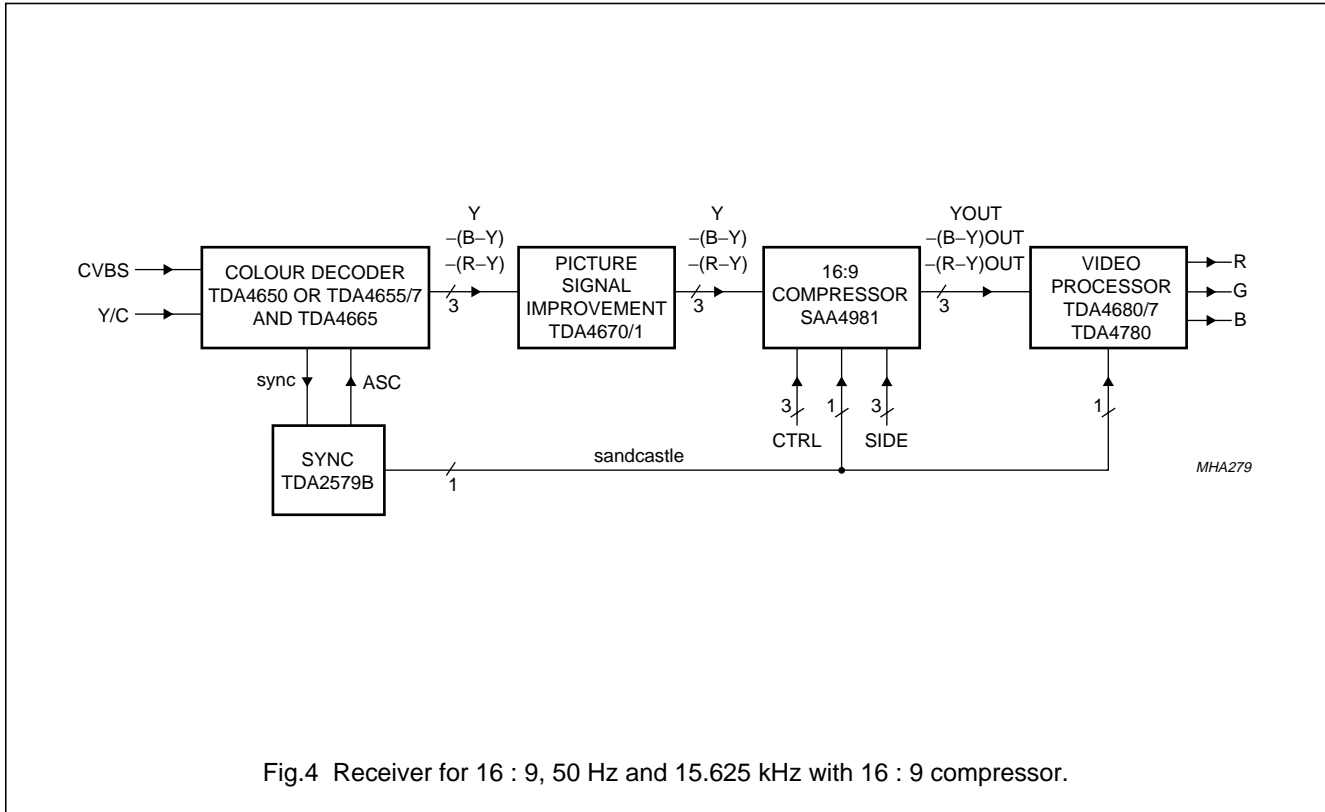 Y
−(B−Y)
−(R−Y)
3
Y
−(B−Y)
−(R−Y)
3
YOUT
−(B−Y)OUT
−(R−Y)OUT
3
CVBS
Y/C
COLOUR DECODER
TDA4650 OR TDA4655/7
AND TDA4665
PICTURE
SIGNAL
IMPROVEMENT
TDA4670/1
16:9
COMPRESSOR
SAA4981
VIDEO
PROCESSOR
TDA4680/7
TDA4780
R
G
B
sync
ASC
3
1
3
1
CTRL
SIDE
SYNC
TDA2579B
1
sandcastle
MHA279
Fig.4 Receiver for 16 : 9, 50 Hz and 15.625 kHz with 16 : 9 compressor.